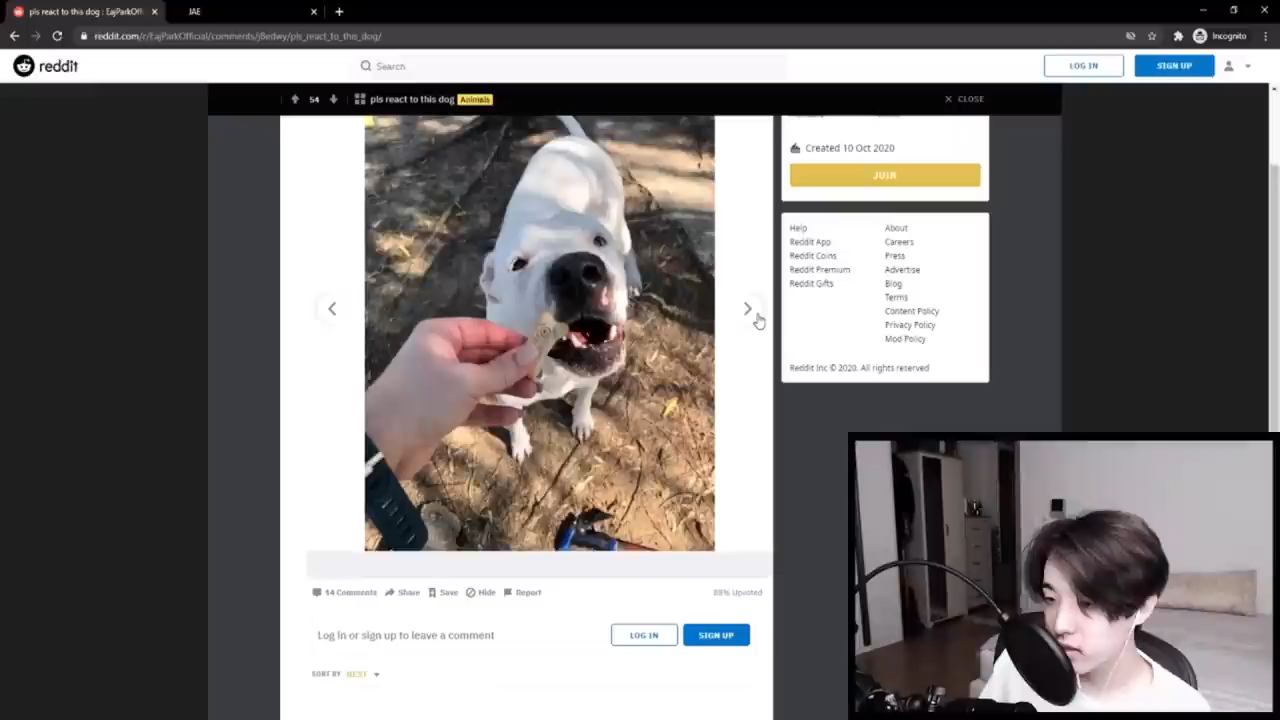 pls react to this dog : EajParkOffi
JAE
reddit.com/r/EajParkOfficial/comments/j8edwy/pls_react_to_this_dog/
Incognito
reddit
Search
LOG IN
SIGN UP
54
pls react to this dog
Animals
CLOSE
Created 10 Oct 2020
JOIN
Help
Reddit App
Reddit Coins
Reddit Premium
Reddit Gifts
About
Careers
Press
Advertise
Blog
Terms
Content Policy
Privacy Policy
Mod Policy
Reddit Inc © 2020. All rights reserved
14 Comments
Share
Save
Hide
Report
88% Upvoted
Log in or sign up to leave a comment
LOG IN
SIGN UP
SORT BY BEST